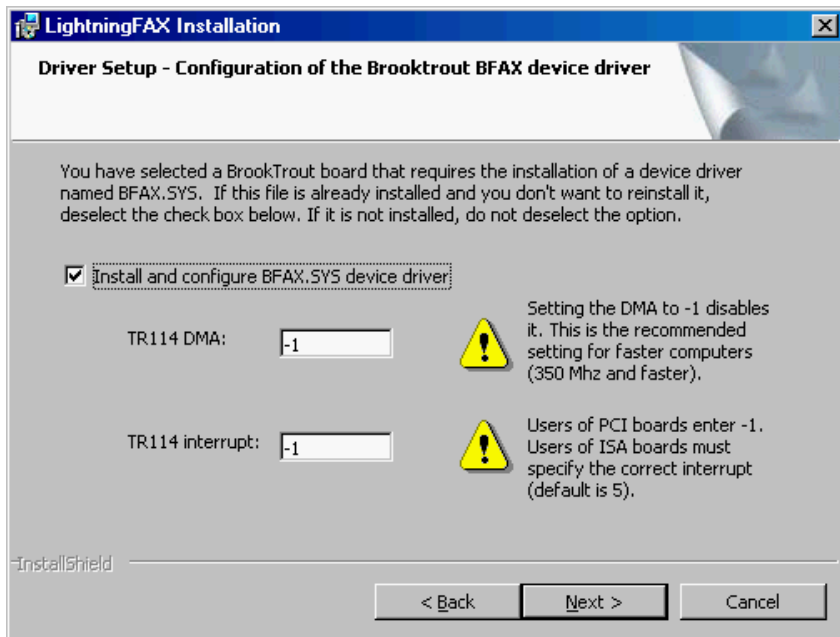 LightningFAX Installation
Driver Setup - Configuration of the Brooktrout BFAX device driver
You have selected a BrookTrout board that requires the installation of a device driver
named BFAX.SYS. If this file is already installed and you don't want to reinstall it,
deselect the check box below. If it is not installed, do not deselect the option.
Install and configure BFAX.SYS device driver
TR114 DMA:
-1
Setting the DMA to -1 disables
it. This is the recommended
setting for faster computers
(350 Mhz and faster).
TR114 interrupt:
-1
Users of PCI boards enter -1.
Users of ISA boards must
specify the correct interrupt
(default is 5).
InstallShield
< Back
Next >
Cancel